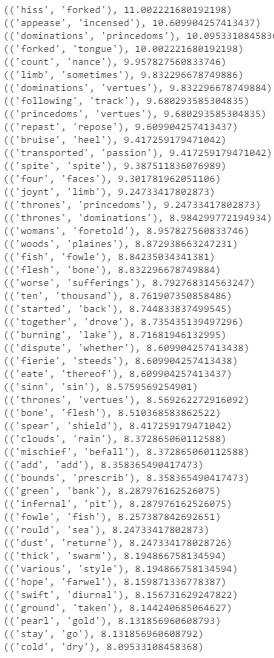 (('hiss', 'forked'), 11.002221680192198)
(('appease', 'incensed'), 10.609904257413437)
(('dominations', 'princedoms'), 10.095331084583
(('forked', 'tongue'), 10.002221680192198)
(('count', 'nance'), 9.957827560833746)
(('limb', 'sometimes'), 9.832296678749886)
(('dominations', 'vertues'), 9.832296678749884)
(('following', 'track'), 9.680293585304835)
(('princedoms', 'vertues'), 9.680293585304835)
(('repast', 'repose'), 9.609904257413437)
(('bruise', 'heel'), 9.417259179471042)
(('transported', 'passion'), 9.417259179471042)
(('spite', 'spite'), 9.387511836076989)
(('four', 'faces'), 9.301781962051106)
(('joynt', 'limb'), 9.24733417802873)
(('thrones', 'princedoms'), 9.24733417802873)
(('thrones', 'dominations'), 8.984299772194934)
(('womans', 'foretold'), 8.957827560833746)
(('woods', 'plaines'), 8.872938663247231)
(('fish', 'fowle'), 8.84235034341381)
(('flesh', 'bone'), 8.832296678749884)
(('worse', 'sufferings'), 8.792768314563247)
(('ten', 'thousand'), 8.761907350858486)
(('started', 'back'), 8.744833837499545)
(('together', 'drove'), 8.735435139497296)
(('burning', 'lake'), 8.71681946132995)
(('dispute', 'whether'), 8.609904257413438)
(('fierie', 'steeds'), 8.609904257413438)
(('eate', 'thereof'), 8.609904257413438)
(('sinn', 'sin'), 8.5759569254901)
(('thrones', 'vertues'), 8.569262272916092)
(('bone', 'flesh'), 8.510368583862522)
(('spear', 'shield'), 8.417259179471042)
(('clouds', 'rain'), 8.372865060112588)
(('mischief', 'befall'), 8.372865060112588)
(('add', 'add'), 8.358365490417473)
(('bounds', 'prescrib'), 8.358365490417473)
(('green', 'bank'), 8.287976162526075)
(('infernal', 'pit'), 8.287976162526075)
(('fowle', 'fish'), 8.257387842692651)
(('rould', 'sea'), 8.24733417802873)
(('dust', 'returne'), 8.247334178028726)
(('thick', 'swarm'), 8.194866758134594)
(('various', 'style'), 8.194866758134594)
(('hope', 'farwel'), 8.159871336778387)
(('swift', 'diurnal'), 8.156731629247822)
(('ground', 'taken'), 8.144240685064627)
(('pearl', 'gold'), 8.131856960608793)
(('stay', 'go'), 8.131856960608792)
(('cold', 'dry'), 8.09533108458368)